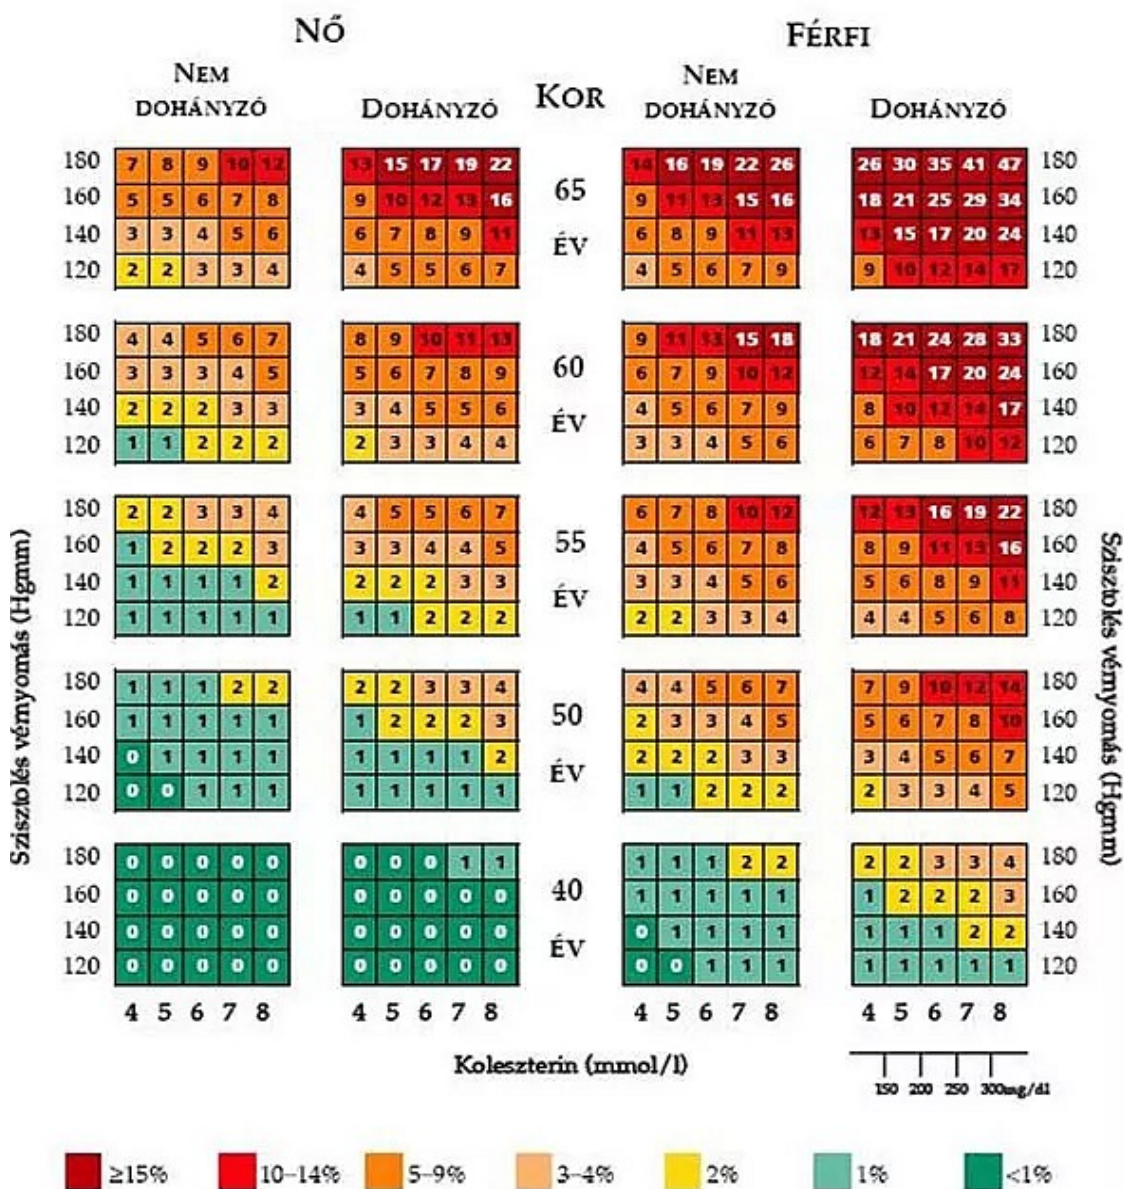 NŐ FÉRFI
NEM DOHÁNYZÓ DOHÁNYZÓ KOR NEM DOHÁNYZÓ DOHÁNYZÓ
180 7 8 9 10 12 13 15 17 19 22 14 16 19 22 26 26 30 35 41 47 180
160 5 5 6 7 8 9 10 12 13 16 65 9 11 13 15 16 18 21 25 29 34 160
140 3 3 4 5 6 6 7 8 9 11 ÉV 6 8 9 11 13 13 15 17 20 24 140
120 2 2 3 3 4 4 5 5 6 7 4 5 6 7 9 9 10 12 14 17 120
180 4 4 5 6 7 8 9 10 11 13 9 11 13 15 18 18 21 24 28 33 180
160 3 3 3 4 5 5 6 7 8 9 60 6 7 9 10 12 12 14 17 20 24 160
140 2 2 2 3 3 3 4 5 5 6 ÉV 4 5 6 7 9 8 10 12 14 17 140
120 1 1 2 2 2 2 3 3 4 4 3 3 4 5 6 6 7 8 10 12 120
180 2 2 3 3 4 4 5 5 6 7 6 7 8 10 12 12 13 16 19 22 180
160 1 2 2 2 3 3 3 4 4 5 55 4 5 6 7 8 8 9 11 13 16 160
140 1 1 1 1 2 2 2 2 3 3 ÉV 3 3 4 5 6 5 6 8 9 11 140
120 1 1 1 1 1 1 1 2 2 2 2 2 3 3 4 4 4 5 6 8 120
180 1 1 1 2 2 2 2 3 3 4 4 4 5 6 7 7 9 10 12 14 180
160 1 1 1 1 1 1 2 2 2 3 50 2 3 3 4 5 5 6 7 8 10 160
140 0 1 1 1 1 1 1 1 1 2 ÉV 2 2 2 3 3 3 4 5 6 7 140
120 0 0 1 1 1 1 1 1 1 1 1 1 2 2 2 2 3 3 4 5 120
180 0 0 0 0 0 0 0 0 1 1 1 1 1 2 2 2 2 3 3 4 180
160 0 0 0 0 0 0 0 0 0 0 40 1 1 1 1 1 1 2 2 2 3 160
140 0 0 0 0 0 0 0 0 0 0 ÉV 0 1 1 1 1 1 1 1 2 2 140
120 0 0 0 0 0 0 0 0 0 0 0 0 1 1 1 1 1 1 1 1 120
4 5 6 7 8 4 5 6 7 8 4 5 6 7 8 4 5 6 7 8
Szisztolés vérnyomás (Hgmm)
Szisztolés vérnyomás (Hgmm)
Koleszterin (mmol/l)
150 200 250 300mg/dl
≥15% 10–14% 5–9% 3–4% 2% 1% <1%